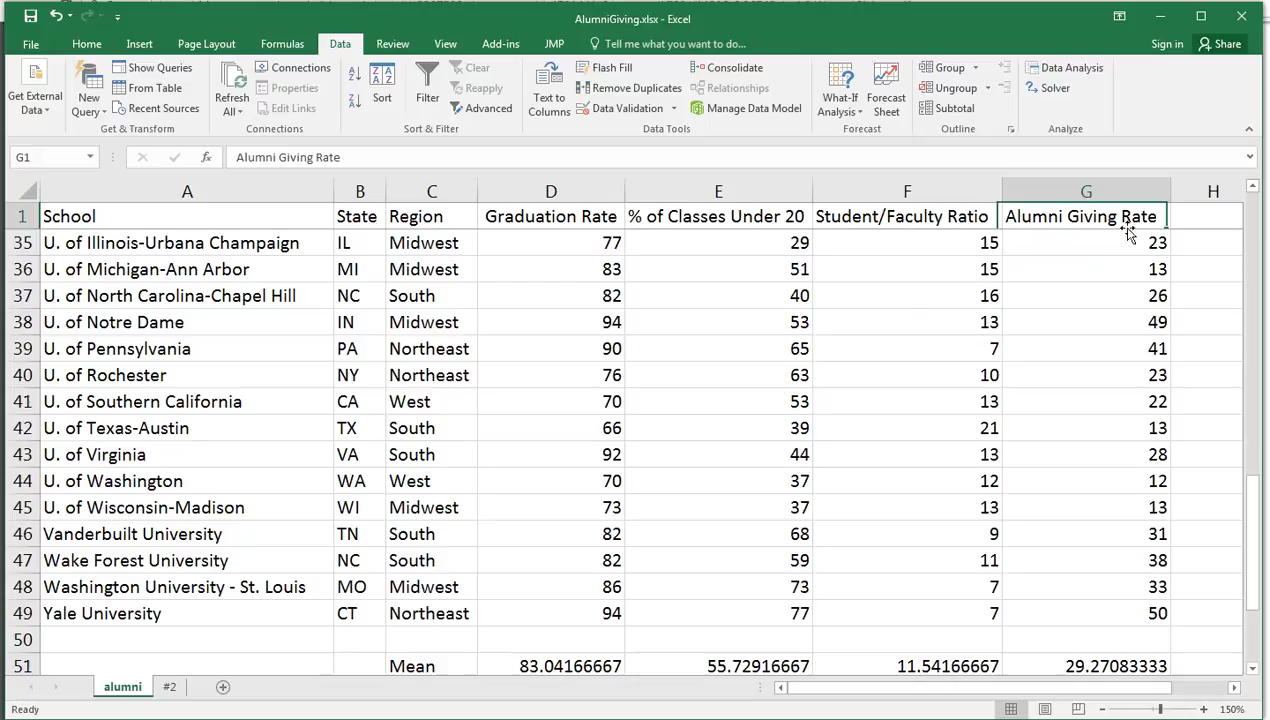 AlumniGiving.xlsx - Excel
File Home Insert Page Layout Formulas Data Review View Add-ins JMP Tell me what you want to do... Sign in Share
Get External Data
New Query
Show Queries
From Table
Recent Sources
Get & Transform
Refresh All
Connections
Properties
Edit Links
Connections
Sort
Filter
Clear
Reapply
Advanced
Sort & Filter
Text to Columns
Flash Fill
Remove Duplicates
Data Validation
Consolidate
Relationships
Manage Data Model
Data Tools
What-If Analysis
Forecast Sheet
Forecast
Group
Ungroup
Subtotal
Outline
Data Analysis
Solver
Analyze
G1 fx Alumni Giving Rate
A B C D E F G H
1 School State Region Graduation Rate % of Classes Under 20 Student/Faculty Ratio Alumni Giving Rate
35 U. of Illinois-Urbana Champaign IL Midwest 77 29 15 23
36 U. of Michigan-Ann Arbor MI Midwest 83 51 15 13
37 U. of North Carolina-Chapel Hill NC South 82 40 16 26
38 U. of Notre Dame IN Midwest 94 53 13 49
39 U. of Pennsylvania PA Northeast 90 65 7 41
40 U. of Rochester NY Northeast 76 63 10 23
41 U. of Southern California CA West 70 53 13 22
42 U. of Texas-Austin TX South 66 39 21 13
43 U. of Virginia VA South 92 44 13 28
44 U. of Washington WA West 70 37 12 12
45 U. of Wisconsin-Madison WI Midwest 73 37 13 13
46 Vanderbuilt University TN South 82 68 9 31
47 Wake Forest University NC South 82 59 11 38
48 Washington University - St. Louis MO Midwest 86 73 7 33
49 Yale University CT Northeast 94 77 7 50
50
51 Mean 83.04166667 55.72916667 11.54166667 29.27083333
alumni #2
Ready 150%